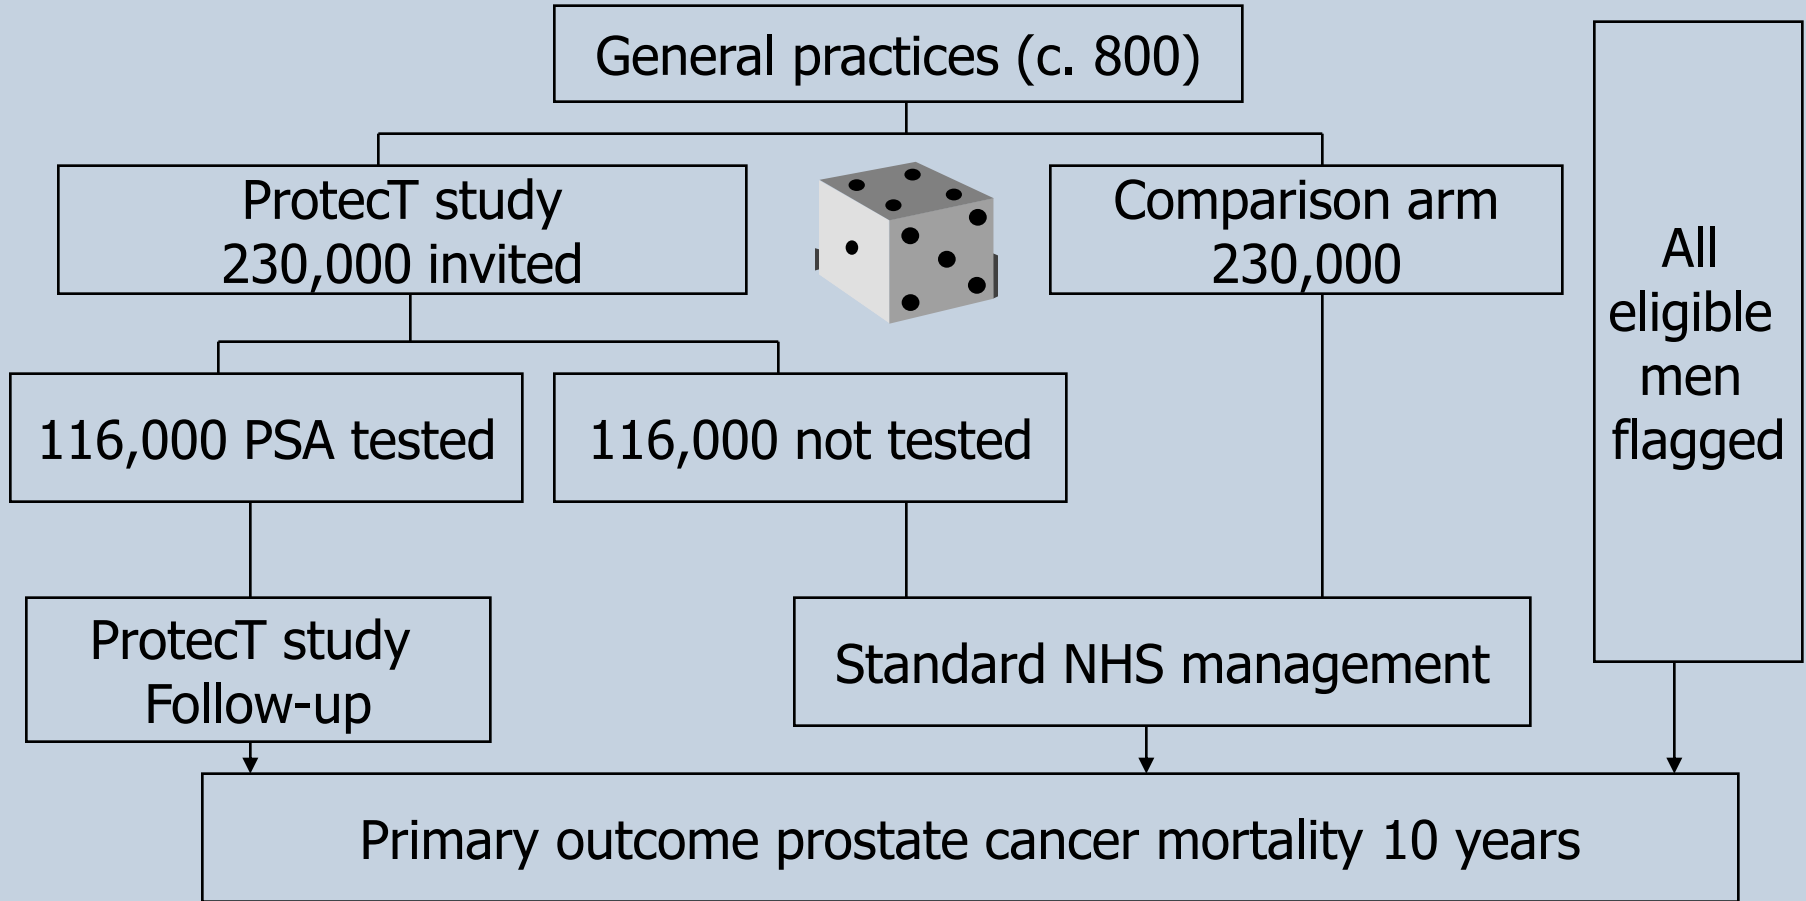 General practices (c. 800)
ProtecT study
230,000 invited
Comparison arm
230,000
All
eligible
men
flagged
116,000 PSA tested
116,000 not tested
ProtecT study
Follow-up
Standard NHS management
Primary outcome prostate cancer mortality 10 years